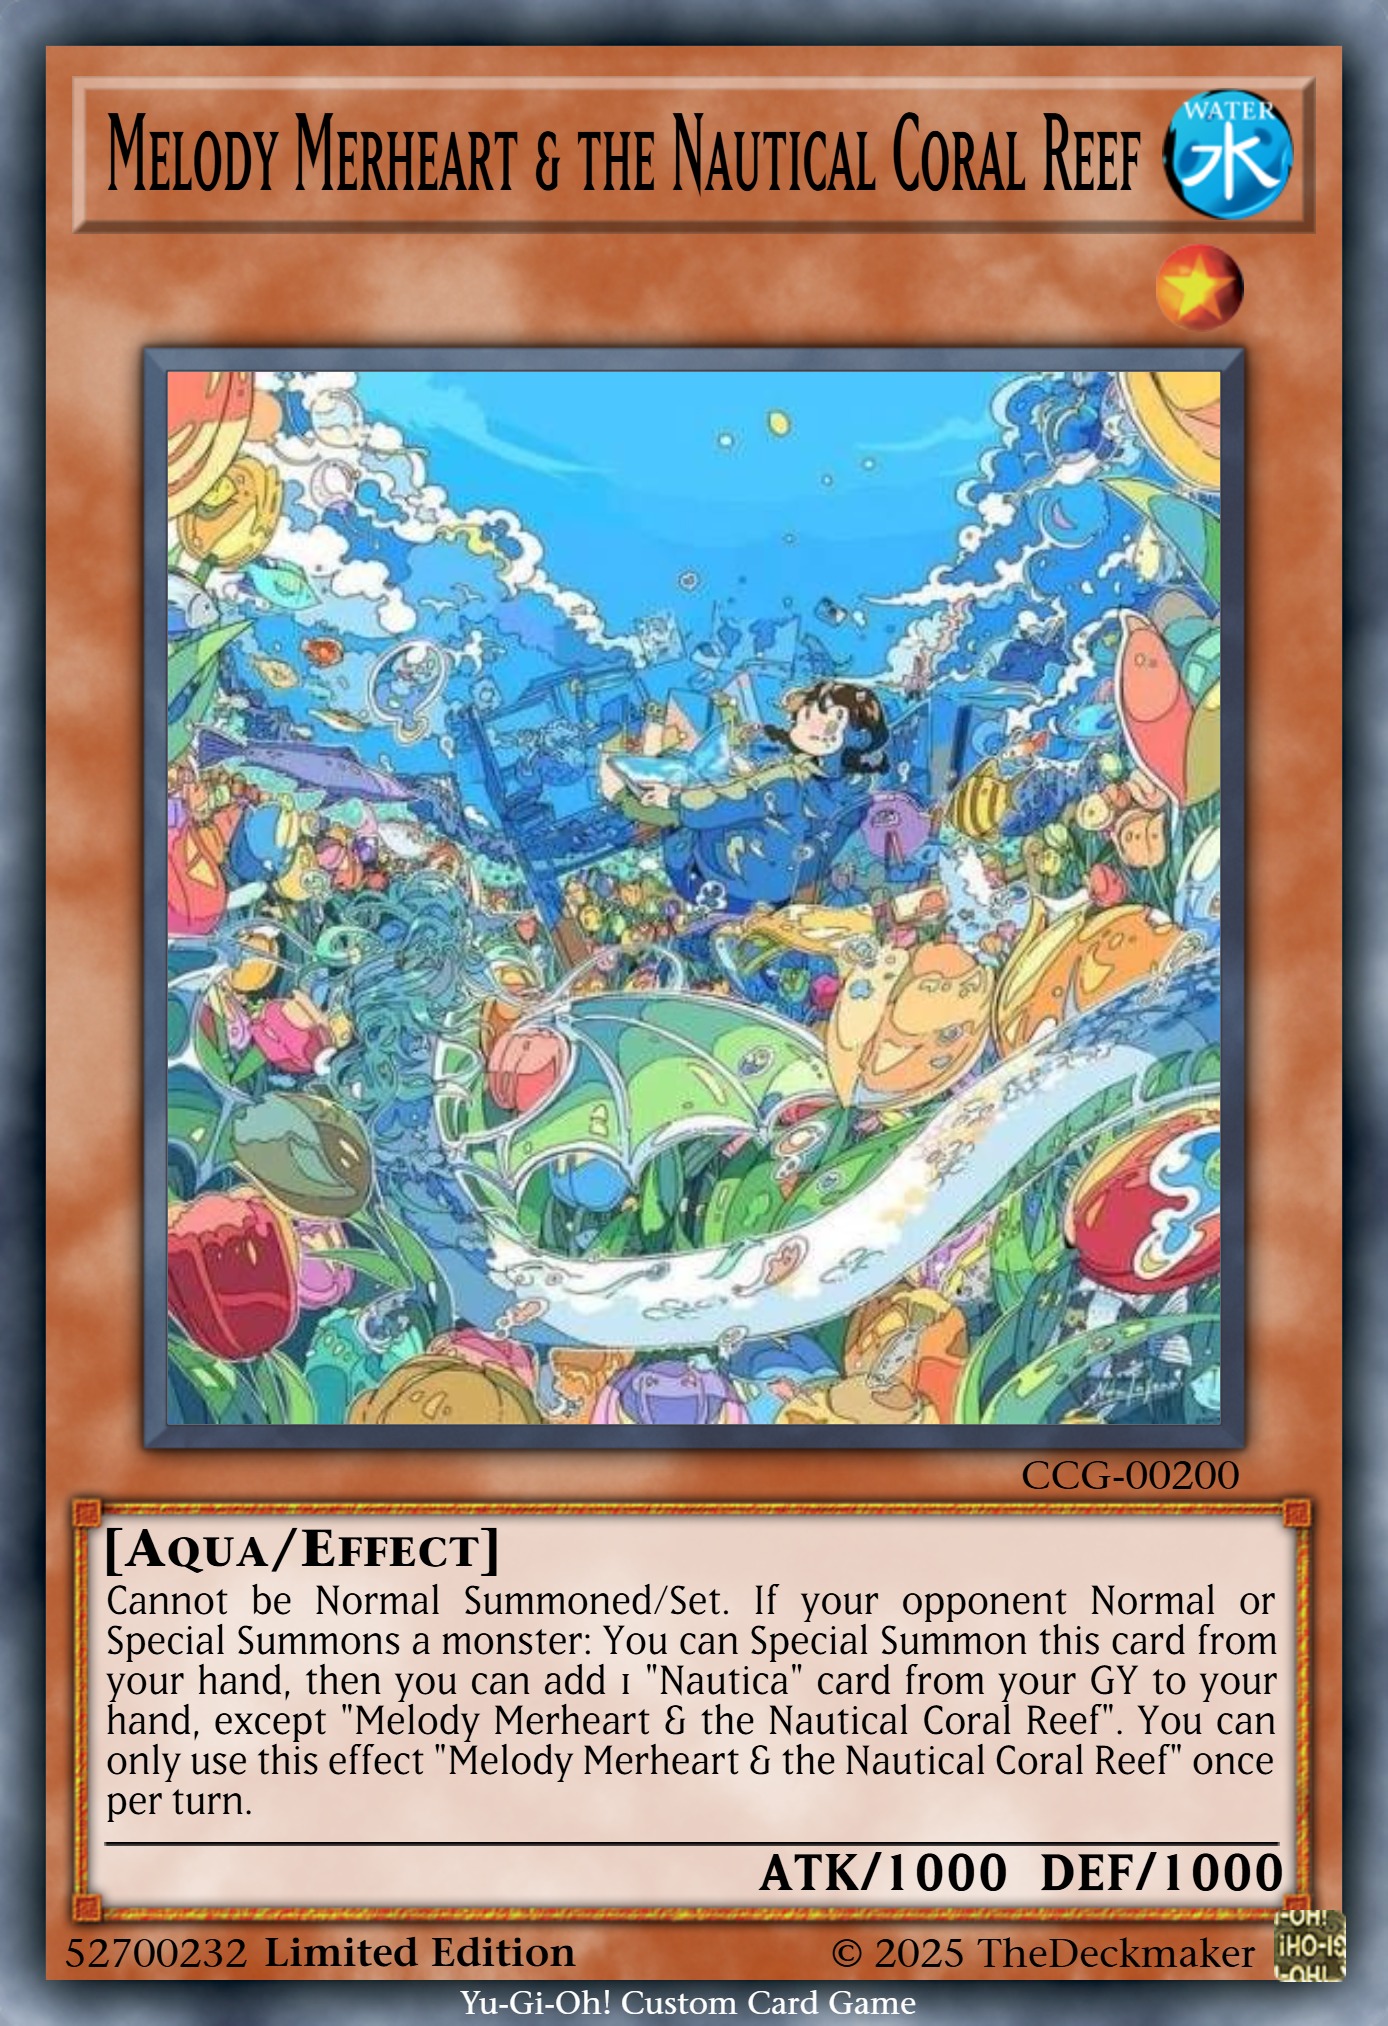 Melody Merheart & the Nautical Coral Reef
WATER
水
CCG-00200
[Aqua/Effect]
Cannot be Normal Summoned/Set. If your opponent Normal or
Special Summons a monster: You can Special Summon this card from
your hand, then you can add 1 "Nautica" card from your GY to your
hand, except "Melody Merheart & the Nautical Coral Reef". You can
only use this effect "Melody Merheart & the Nautical Coral Reef" once
per turn.
ATK/1000 DEF/1000
52700232 Limited Edition
© 2025 TheDeckmaker
Yu-Gi-Oh! Custom Card Game